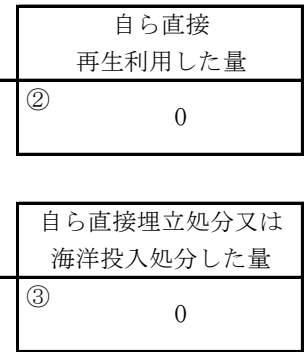 自ら直接
再生利用した量
②
0
自ら直接埋立処分又は
海洋投入処分した量
③
0